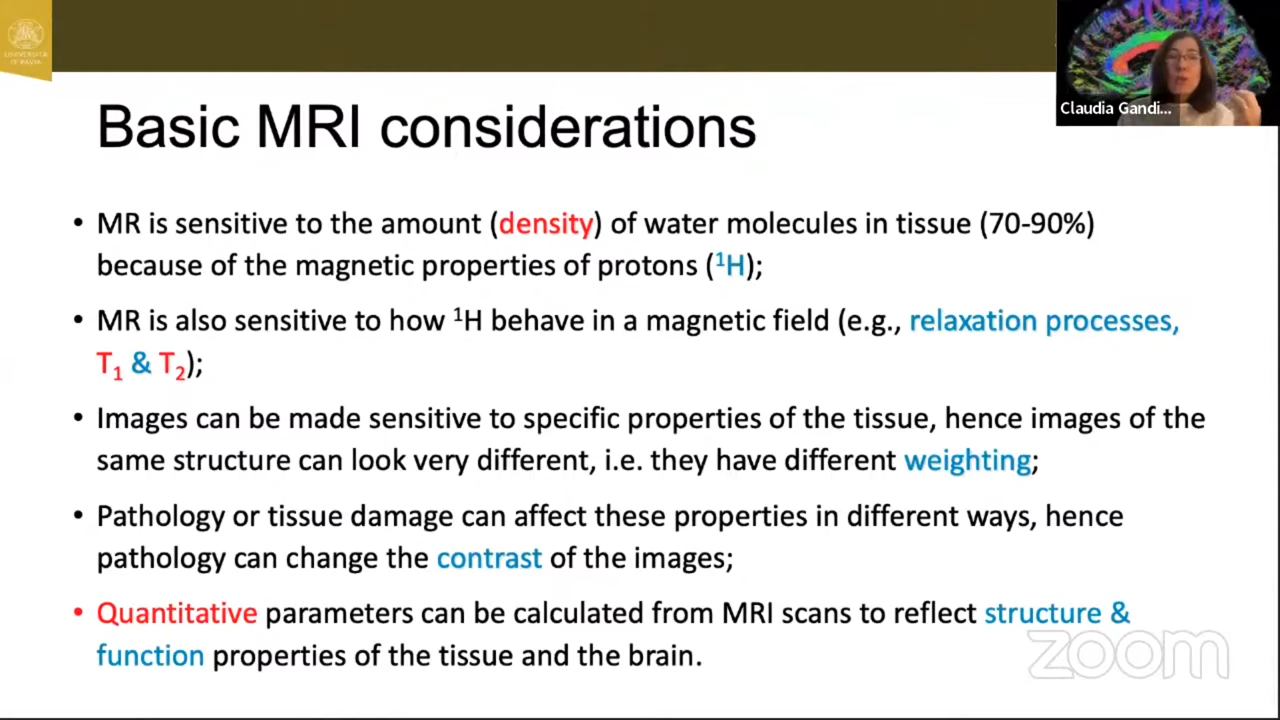 UNIVERSITÀ
DI PAVIA
Claudia Gandi...
Basic MRI considerations
• MR is sensitive to the amount (density) of water molecules in tissue (70-90%)
because of the magnetic properties of protons (¹H);
• MR is also sensitive to how ¹H behave in a magnetic field (e.g., relaxation processes,
T₁ & T₂);
• Images can be made sensitive to specific properties of the tissue, hence images of the
same structure can look very different, i.e. they have different weighting;
• Pathology or tissue damage can affect these properties in different ways, hence
pathology can change the contrast of the images;
• Quantitative parameters can be calculated from MRI scans to reflect structure &
function properties of the tissue and the brain.
zoom